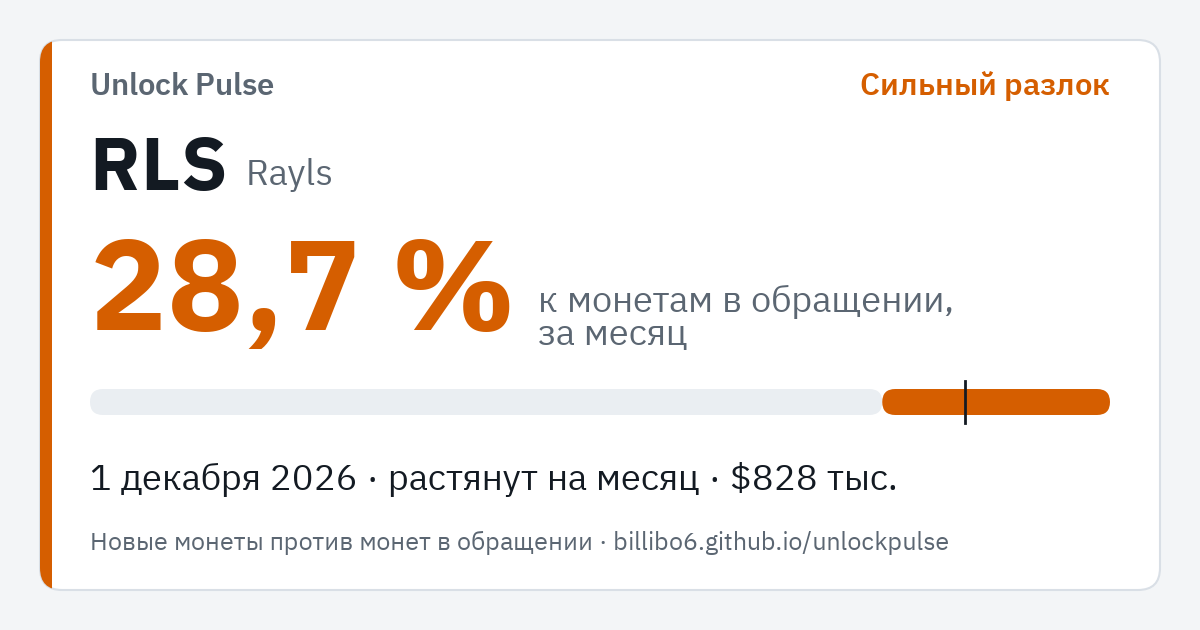 Unlock Pulse
Сильный разлок
RLS Rayls
28,7 % к монетам в обращении,
за месяц
1 декабря 2026 · растянут на месяц · $828 тыс.
Новые монеты против монет в обращении · billibo6.github.io/unlockpulse